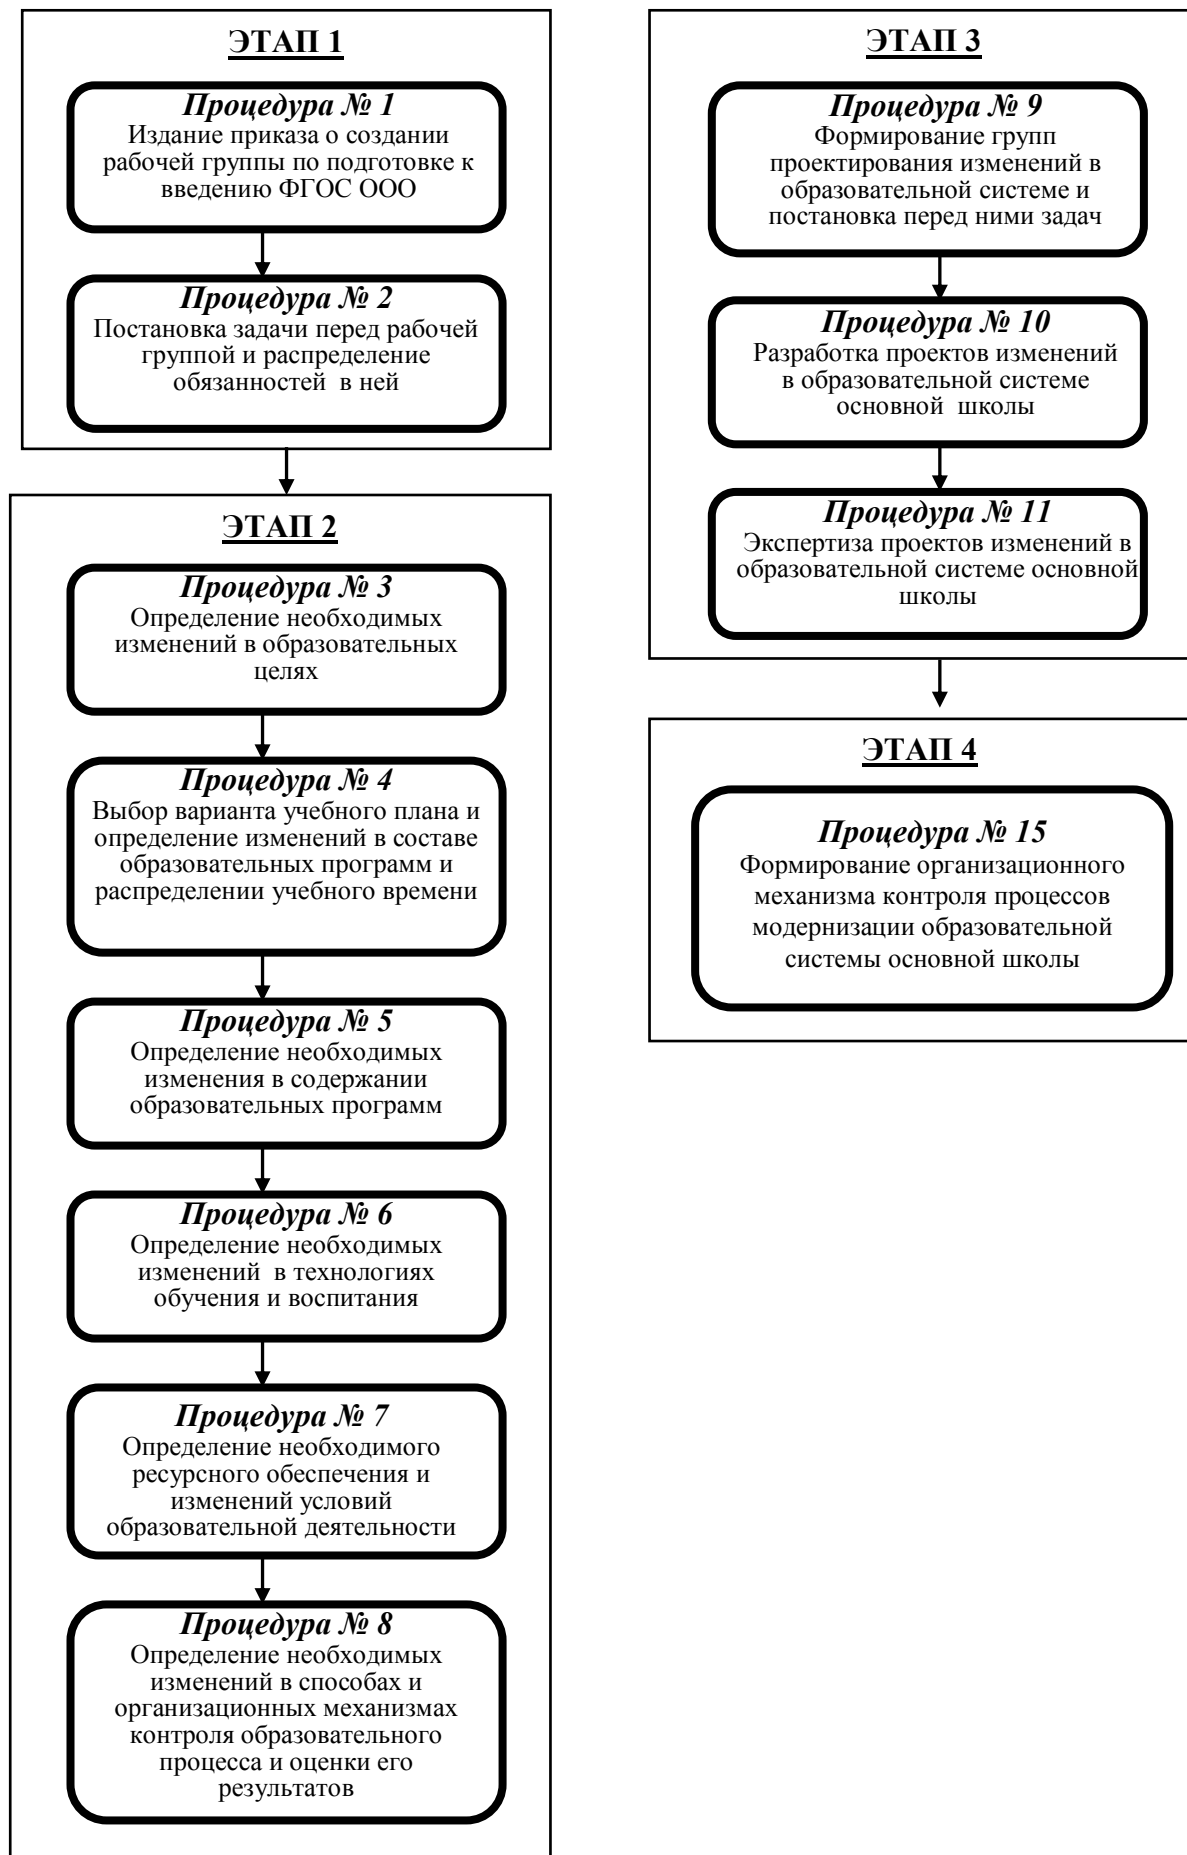 ЭТАП 1
Процедура № 1
Издание приказа о создании
рабочей группы по подготовке к
введению ФГОС ООО
Процедура № 2
Постановка задачи перед рабочей
группой и распределение
обязанностей в ней
ЭТАП 2
Процедура № 3
Определение необходимых
изменений в образовательных
целях
Процедура № 4
Выбор варианта учебного плана и
определение изменений в составе
образовательных программ и
распределении учебного времени
Процедура № 5
Определение необходимых
изменения в содержании
образовательных программ
Процедура № 6
Определение необходимых
изменений в технологиях
обучения и воспитания
Процедура № 7
Определение необходимого
ресурсного обеспечения и
изменений условий
образовательной деятельности
Процедура № 8
Определение необходимых
изменений в способах и
организационных механизмах
контроля образовательного
процесса и оценки его
результатов
ЭТАП 3
Процедура № 9
Формирование групп
проектирования изменений в
образовательной системе и
постановка перед ними задач
Процедура № 10
Разработка проектов изменений
в образовательной системе
основной школы
Процедура № 11
Экспертиза проектов изменений в
образовательной системе основной
школы
ЭТАП 4
Процедура № 15
Формирование организационного
механизма контроля процессов
модернизации образовательной
системы основной школы